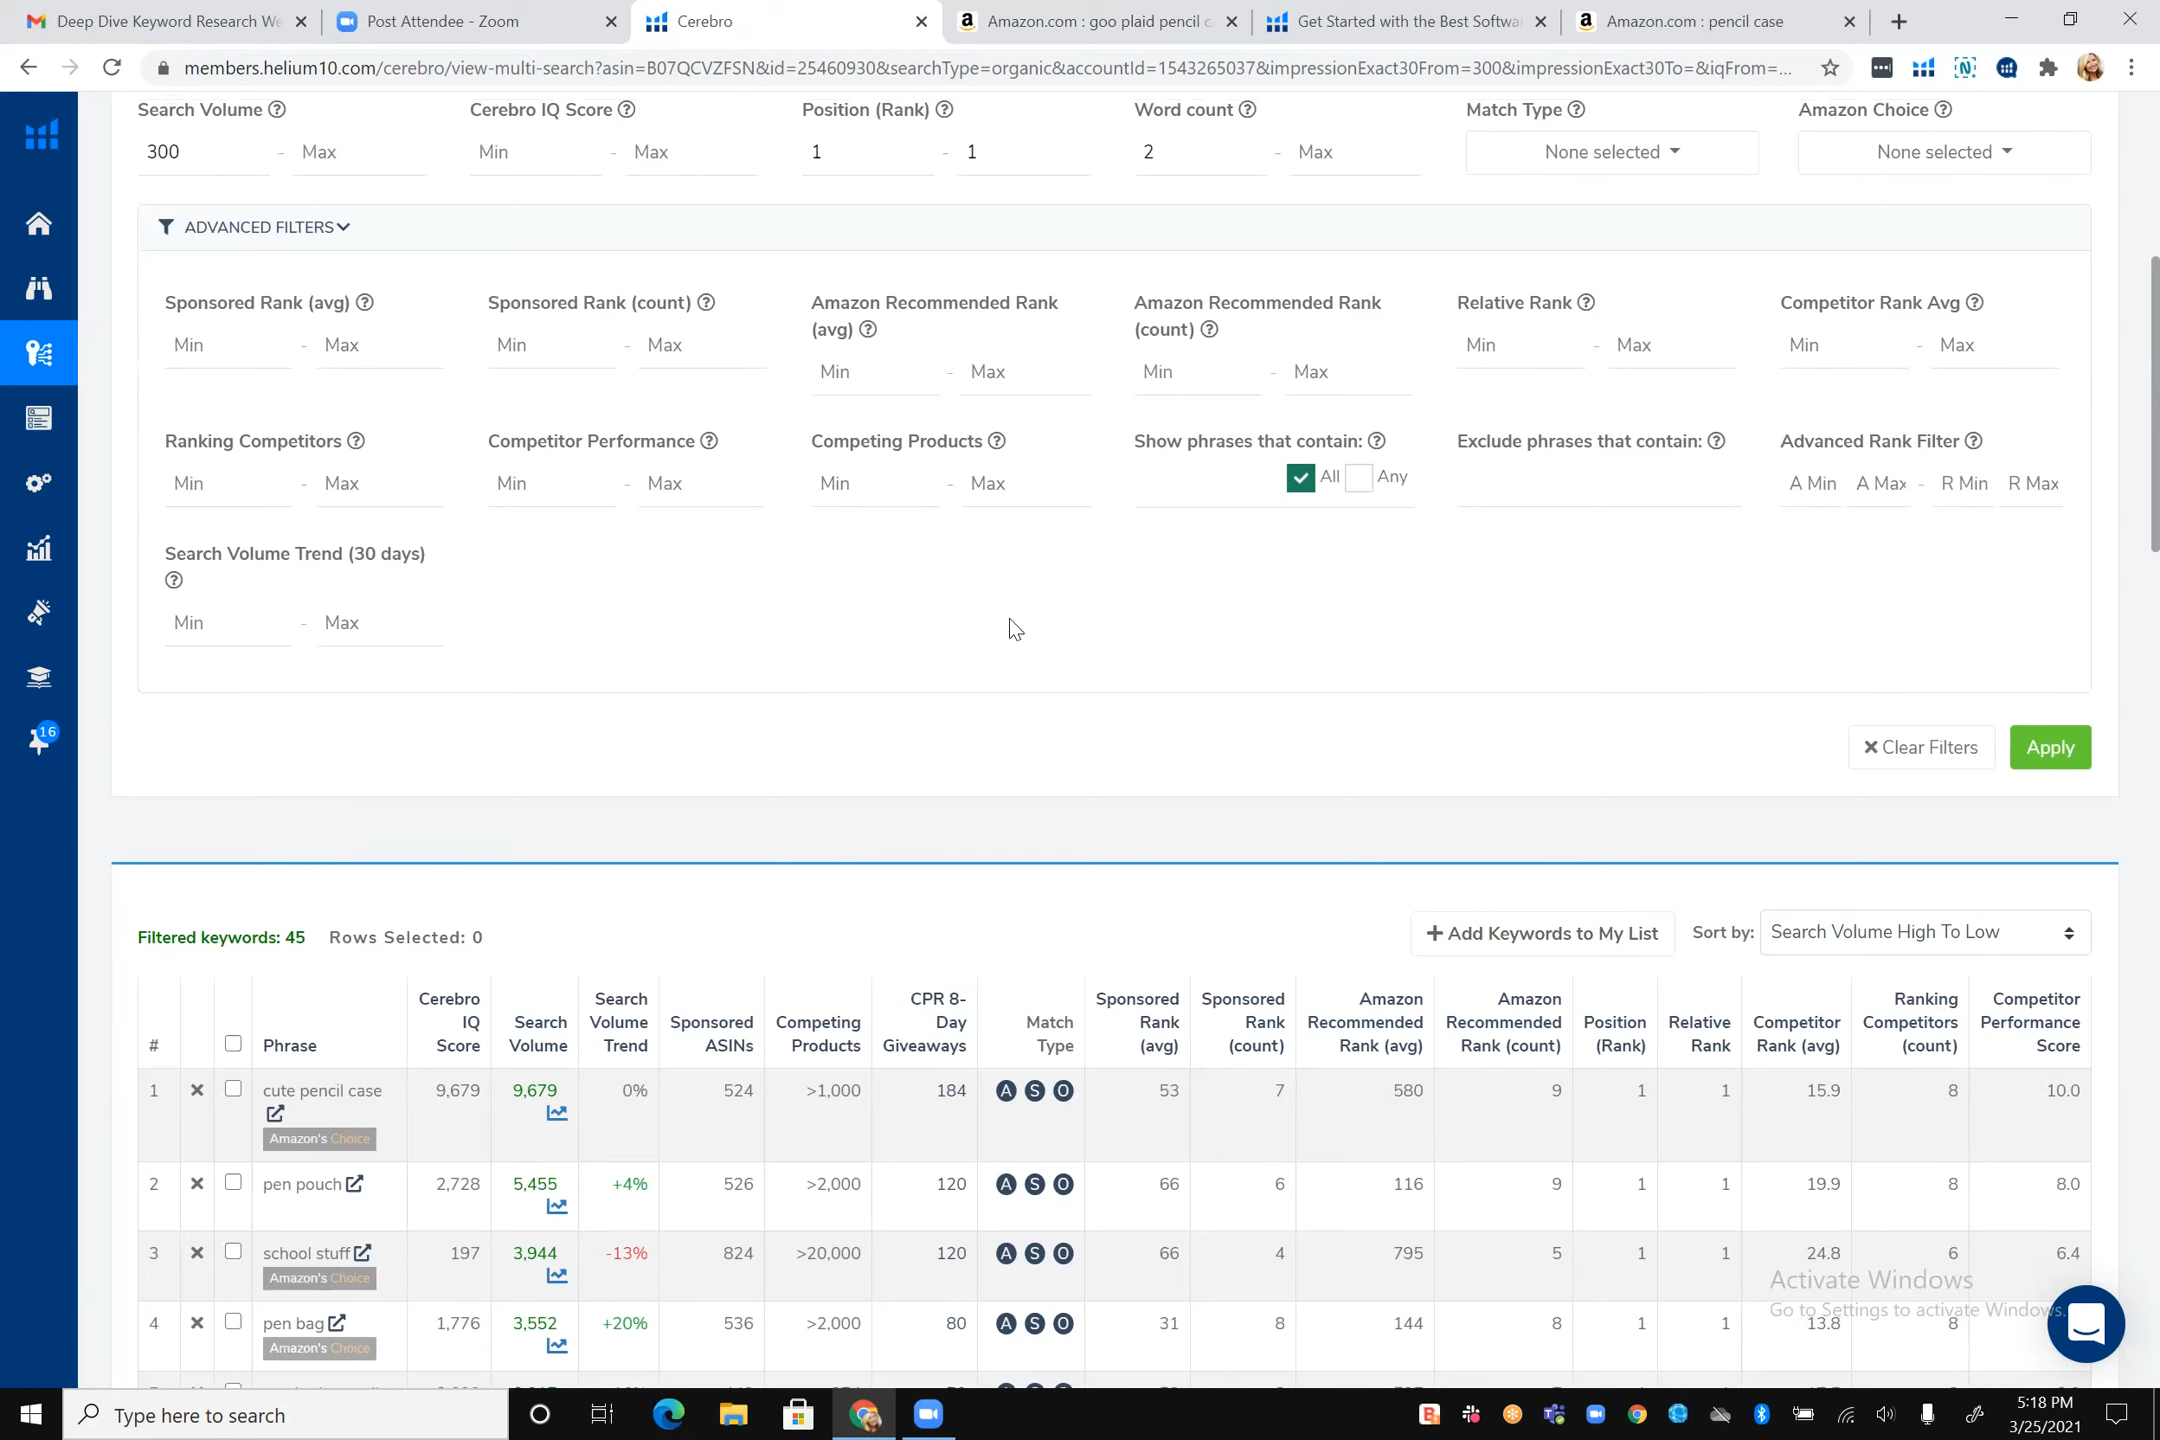 Deep Dive Keyword Research We
Post Attendee - Zoom
Cerebro
Amazon.com : goo plaid pencil c
Get Started with the Best Softwa
Amazon.com : pencil case
members.helium10.com/cerebro/view-multi-search?asin=B07QCVZFSN&id=25460930&searchType=organic&accountId=1543265037&impressionExact30From=300&impressionExact30To=&iqFrom=...
Search Volume
Cerebro IQ Score
Position (Rank)
Word count
Match Type
Amazon Choice
300 - Max
Min - Max
1 - 1
2 - Max
None selected
None selected
ADVANCED FILTERS
Sponsored Rank (avg)
Sponsored Rank (count)
Amazon Recommended Rank
(avg)
Amazon Recommended Rank
(count)
Relative Rank
Competitor Rank Avg
Min - Max
Min - Max
Min - Max
Min - Max
Min - Max
Min - Max
Ranking Competitors
Competitor Performance
Competing Products
Show phrases that contain:
Exclude phrases that contain:
Advanced Rank Filter
Min - Max
Min - Max
Min - Max
All Any
A Min A Max - R Min R Max
Search Volume Trend (30 days)
Min - Max
16
Clear Filters
Apply
Filtered keywords: 45 Rows Selected: 0
+ Add Keywords to My List
Sort by: Search Volume High To Low
#
Phrase
Cerebro
IQ
Score
Search
Volume
Search
Volume
Trend
Sponsored
ASINs
Competing
Products
CPR 8-
Day
Giveaways
Match
Type
Sponsored
Rank
(avg)
Sponsored
Rank
(count)
Amazon
Recommended
Rank (avg)
Amazon
Recommended
Rank (count)
Position
(Rank)
Relative
Rank
Competitor
Rank (avg)
Ranking
Competitors
(count)
Competitor
Performance
Score
1 cute pencil case 9,679 9,679 0% 524 >1,000 184 A S O 53 7 580 9 1 1 15.9 8 10.0
Amazon's Choice
2 pen pouch 2,728 5,455 +4% 526 >2,000 120 A S O 66 6 116 9 1 1 19.9 8 8.0
3 school stuff 197 3,944 -13% 824 >20,000 120 A S O 66 4 795 5 1 1 24.8 6 6.4
Amazon's Choice
4 pen bag 1,776 3,552 +20% 536 >2,000 80 A S O 31 8 144 8 1 1 13.8 8
Amazon's Choice
Activate Windows
Go to Settings to activate Windows.
Type here to search
5:18 PM
3/25/2021